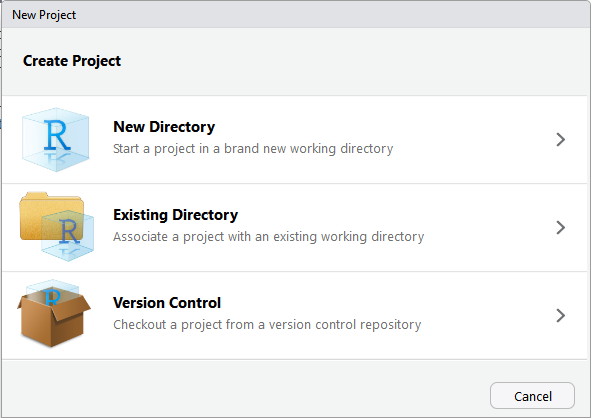 New Project
Create Project
R
New Directory
Start a project in a brand new working directory
R
Existing Directory
Associate a project with an existing working directory
R
Version Control
Checkout a project from a version control repository
Cancel